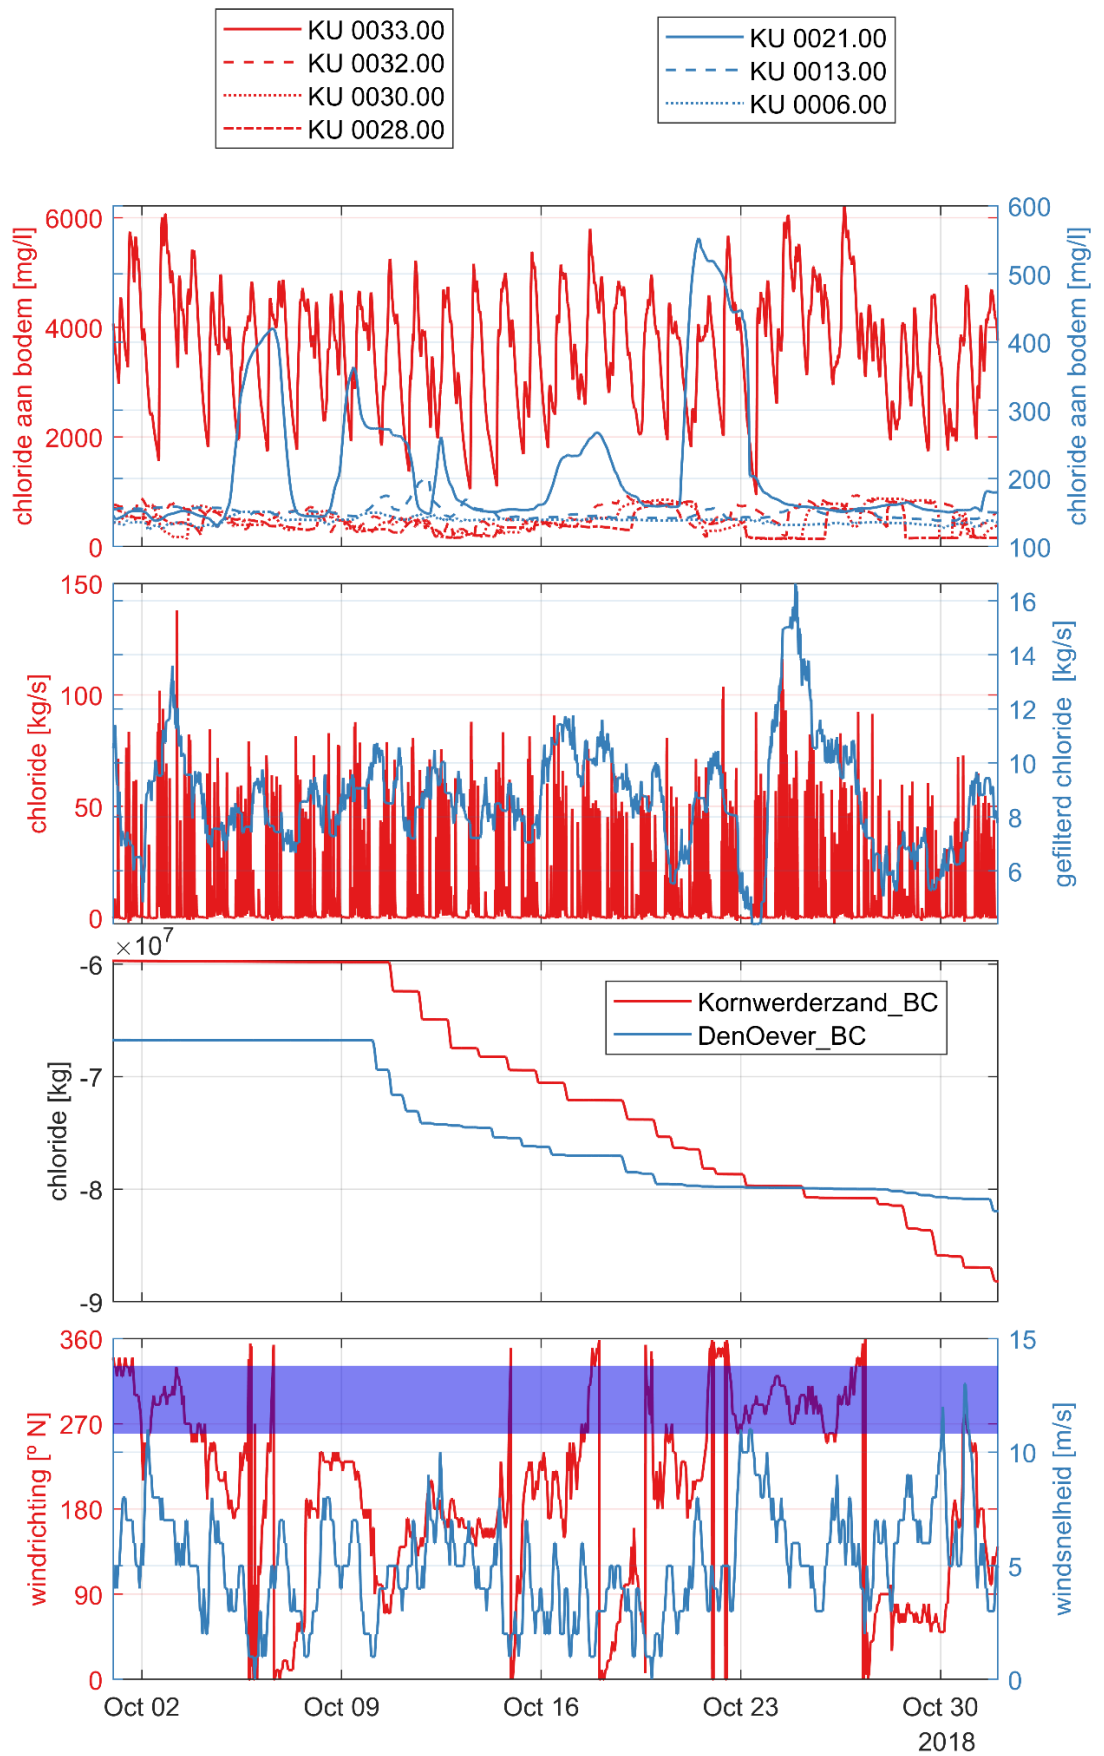 KU 0033.00
KU 0032.00
KU 0030.00
KU 0028.00
KU 0021.00
KU 0013.00
KU 0006.00
chloride aan bodem [mg/l]
6000
4000
2000
0
600
500
400
300
200
100
chloride aan bodem [mg/l]
chloride [kg/s]
150
100
50
0
16
14
12
10
8
6
gefilterd chloride [kg/s]
×10^7
chloride [kg]
-6
-7
-8
-9
Kornwerderzand_BC
DenOever_BC
windrichting [º N]
360
270
180
90
0
15
10
5
0
windsnelheid [m/s]
Oct 02
Oct 09
Oct 16
Oct 23
Oct 30
2018